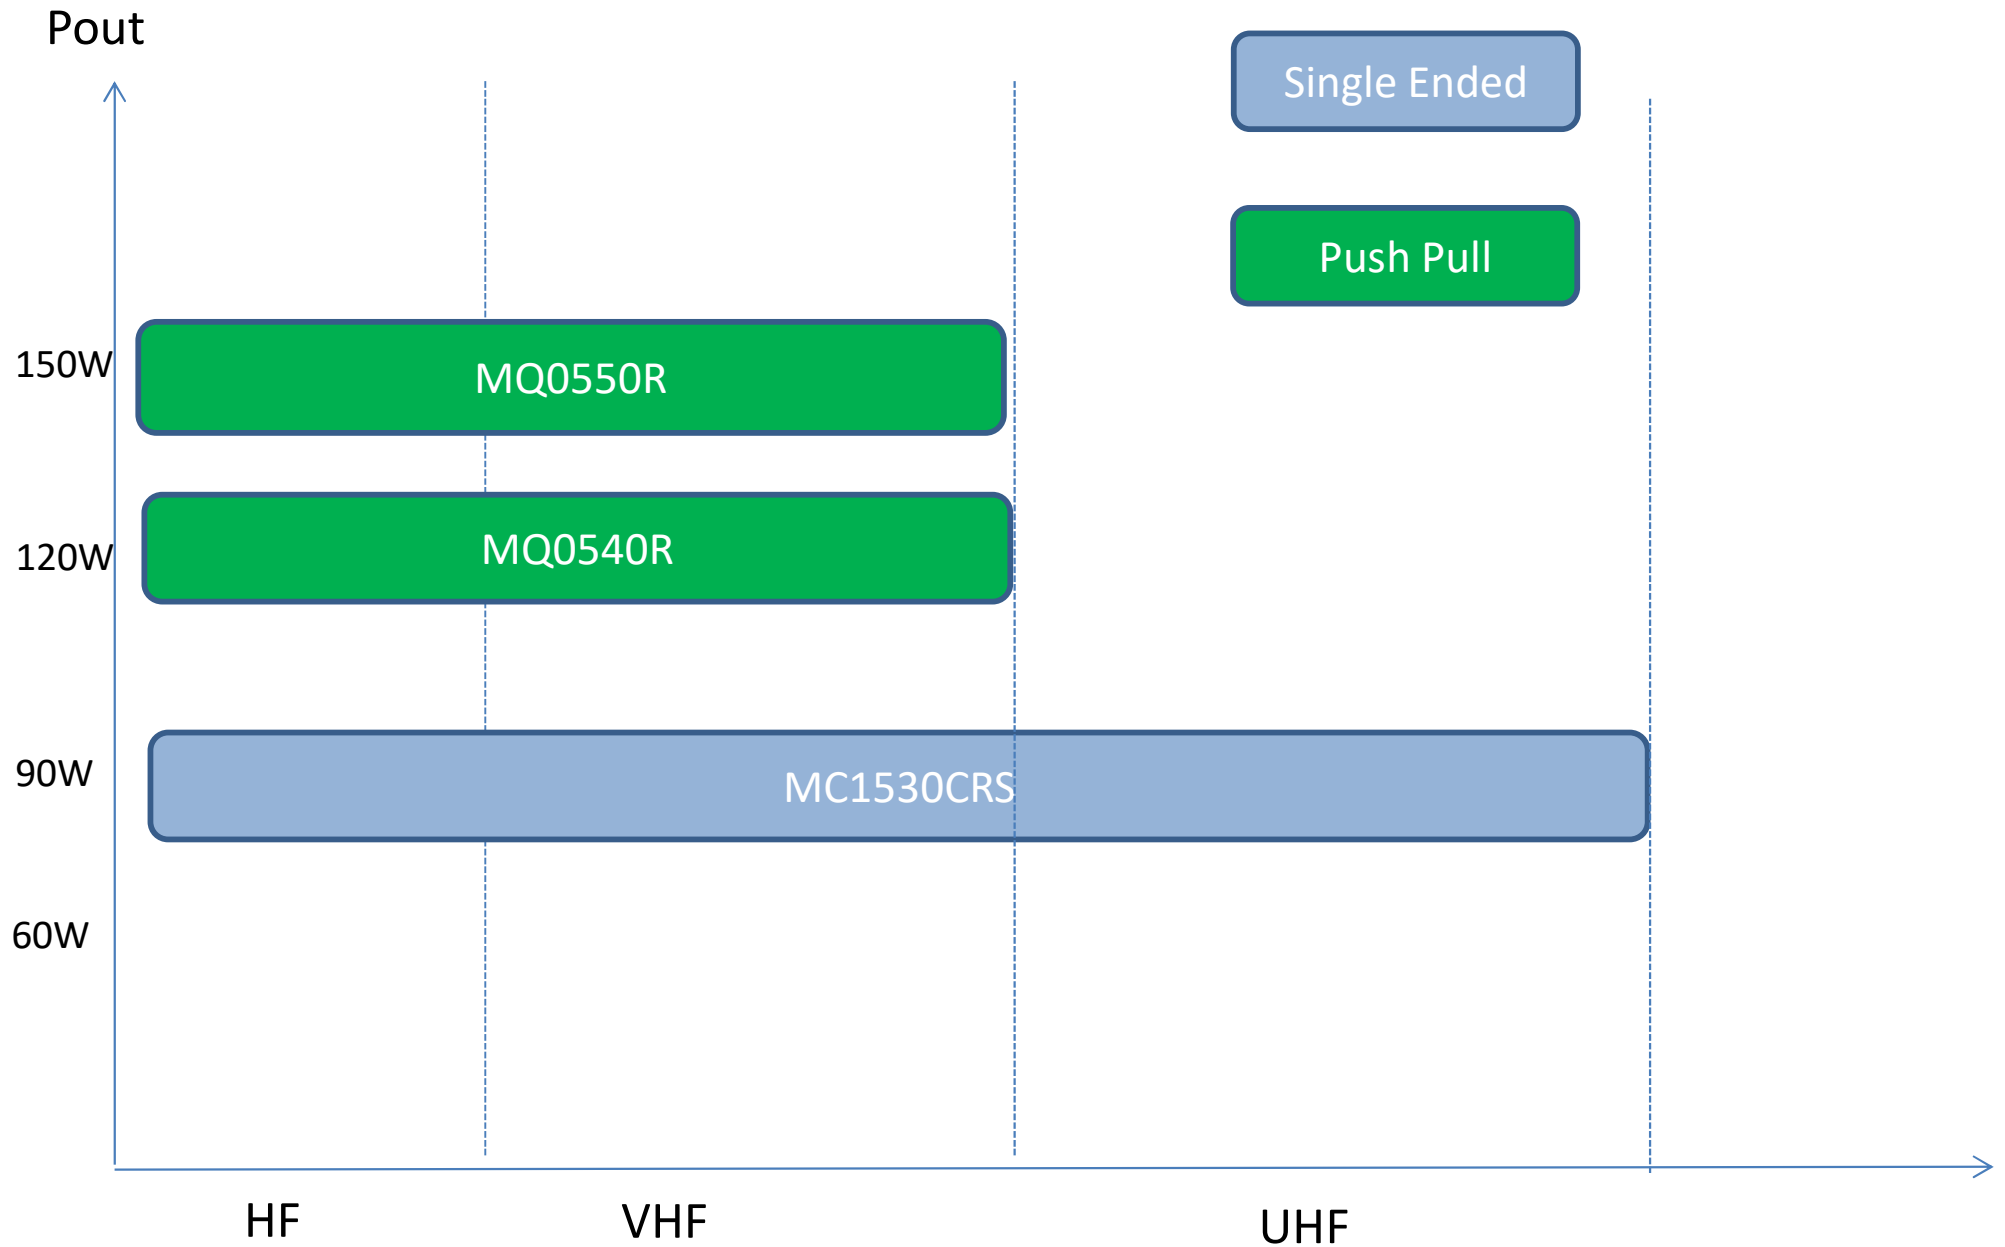 Pout
Single Ended
Push Pull
150W
MQ0550R
120W
MQ0540R
90W
MC1530CRS
60W
HF
VHF
UHF